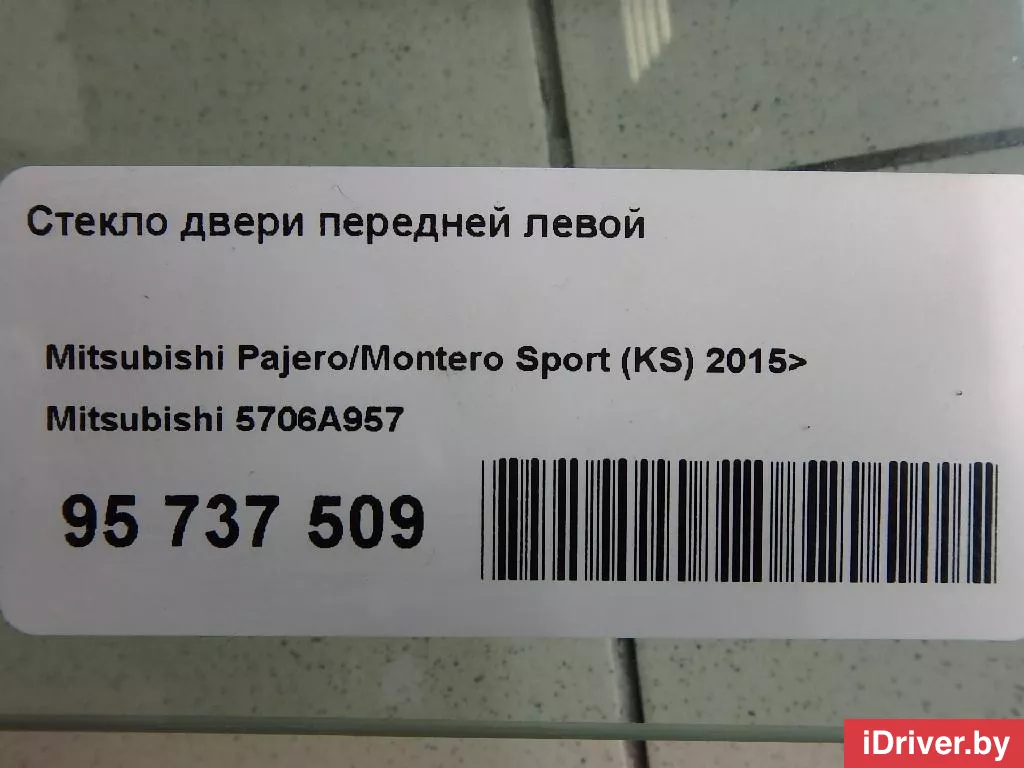 Стекло двери передней левой
Mitsubishi Pajero/Montero Sport (KS) 2015>
Mitsubishi 5706A957
95 737 509
iDriver.by